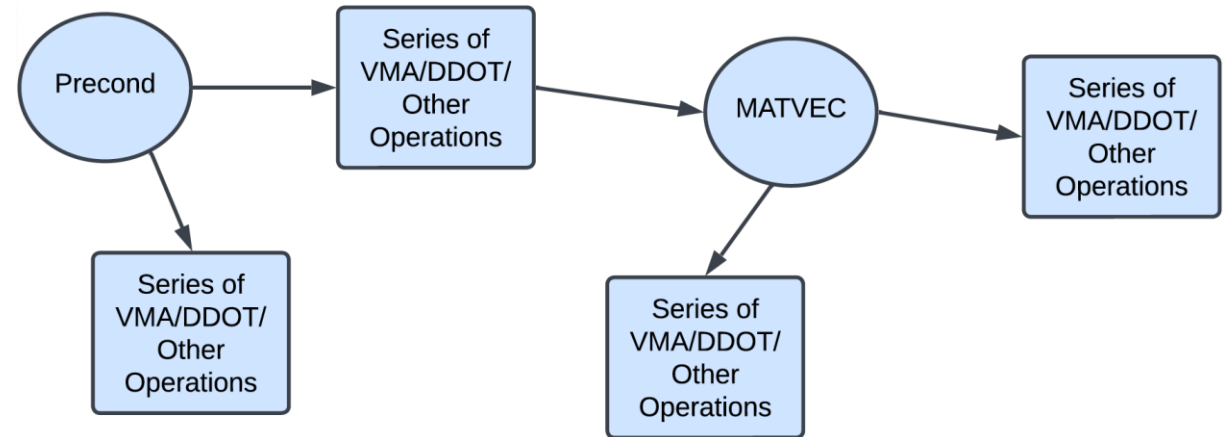 Precond
Series of
VMA/DDOT/
Other
Operations
MATVEC
Series of
VMA/DDOT/
Other
Operations
Series of
VMA/DDOT/
Other
Operations
Series of
VMA/DDOT/
Other
Operations